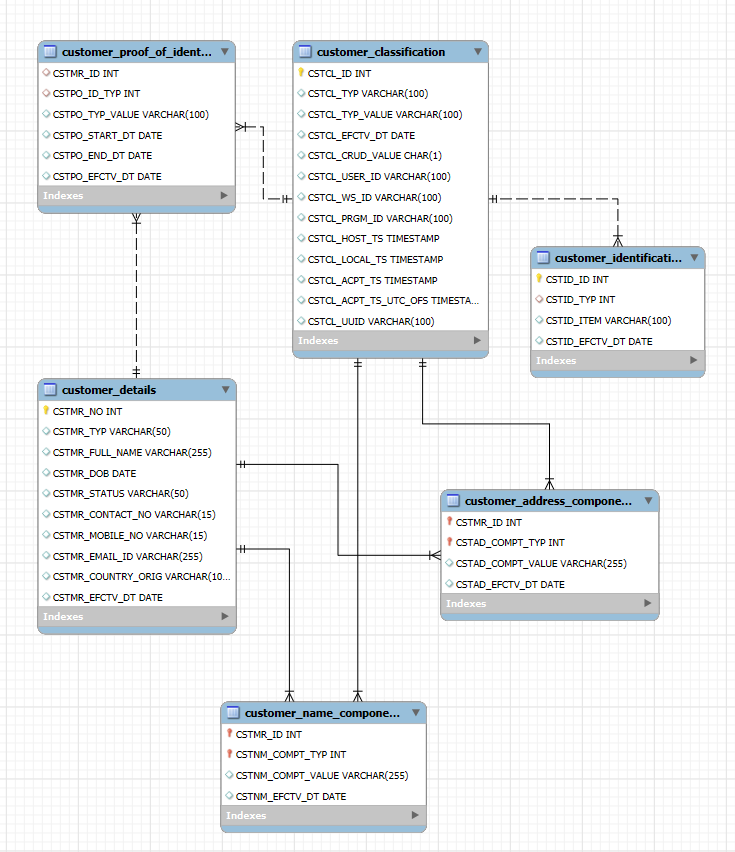 customer_proof_of_ident...
CSTMR_ID INT
CSTPO_ID_TYP INT
CSTPO_TYP_VALUE VARCHAR(100)
CSTPO_START_DT DATE
CSTPO_END_DT DATE
CSTPO_EFCTV_DT DATE
Indexes
customer_classification
CSTCL_ID INT
CSTCL_TYP VARCHAR(100)
CSTCL_TYP_VALUE VARCHAR(100)
CSTCL_EFCTV_DT DATE
CSTCL_CRUD_VALUE CHAR(1)
CSTCL_USER_ID VARCHAR(100)
CSTCL_WS_ID VARCHAR(100)
CSTCL_PRGM_ID VARCHAR(100)
CSTCL_HOST_TS TIMESTAMP
CSTCL_LOCAL_TS TIMESTAMP
CSTCL_ACPT_TS TIMESTAMP
CSTCL_ACPT_TS_UTC_OFS TIMESTA...
CSTCL_UUID VARCHAR(100)
Indexes
customer_identificati...
CSTID_ID INT
CSTID_TYP INT
CSTID_ITEM VARCHAR(100)
CSTID_EFCTV_DT DATE
Indexes
customer_details
CSTMR_NO INT
CSTMR_TYP VARCHAR(50)
CSTMR_FULL_NAME VARCHAR(255)
CSTMR_DOB DATE
CSTMR_STATUS VARCHAR(50)
CSTMR_CONTACT_NO VARCHAR(15)
CSTMR_MOBILE_NO VARCHAR(15)
CSTMR_EMAIL_ID VARCHAR(255)
CSTMR_COUNTRY_ORIG VARCHAR(10...
CSTMR_EFCTV_DT DATE
Indexes
customer_address_compone...
CSTMR_ID INT
CSTAD_COMPT_TYP INT
CSTAD_COMPT_VALUE VARCHAR(255)
CSTAD_EFCTV_DT DATE
Indexes
customer_name_compone...
CSTMR_ID INT
CSTNM_COMPT_TYP INT
CSTNM_COMPT_VALUE VARCHAR(255)
CSTNM_EFCTV_DT DATE
Indexes